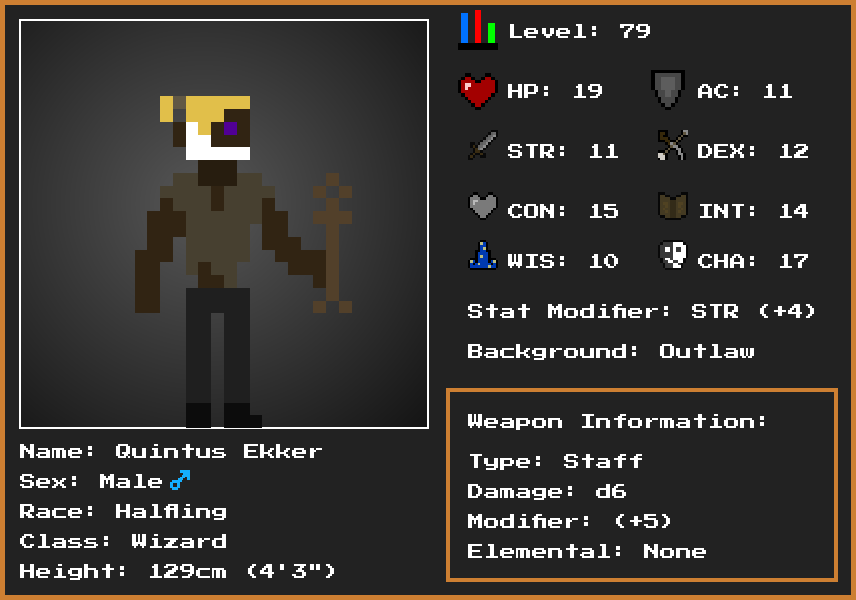 Level: 79
HP: 19 AC: 11
STR: 11 DEX: 12
CON: 15 INT: 14
WIS: 10 CHA: 17
Stat Modifier: STR (+4)
Background: Outlaw
Weapon Information:
Type: Staff
Damage: d6
Modifier: (+5)
Elemental: None
Name: Quintus Ekker
Sex: Male♂
Race: Halfling
Class: Wizard
Height: 129cm (4'3")